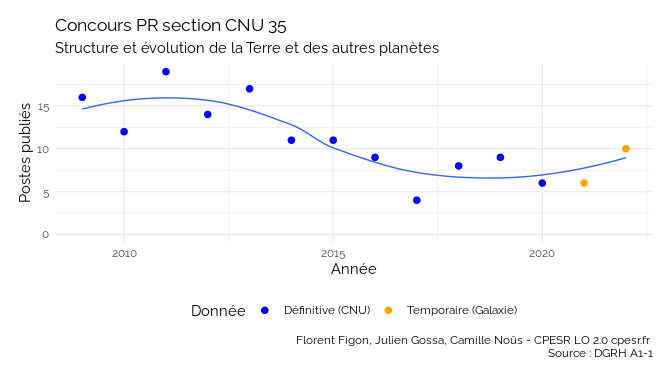 Concours PR section CNU 35
Structure et évolution de la Terre et des autres planètes
Postes publiés
15
10
5
0
2010
2015
2020
Année
Donnée
Définitive (CNU)
Temporaire (Galaxie)
Florent Figon, Julien Gossa, Camille Noûs - CPESR LO 2.0 cpesr.fr
Source : DGRH A1-1